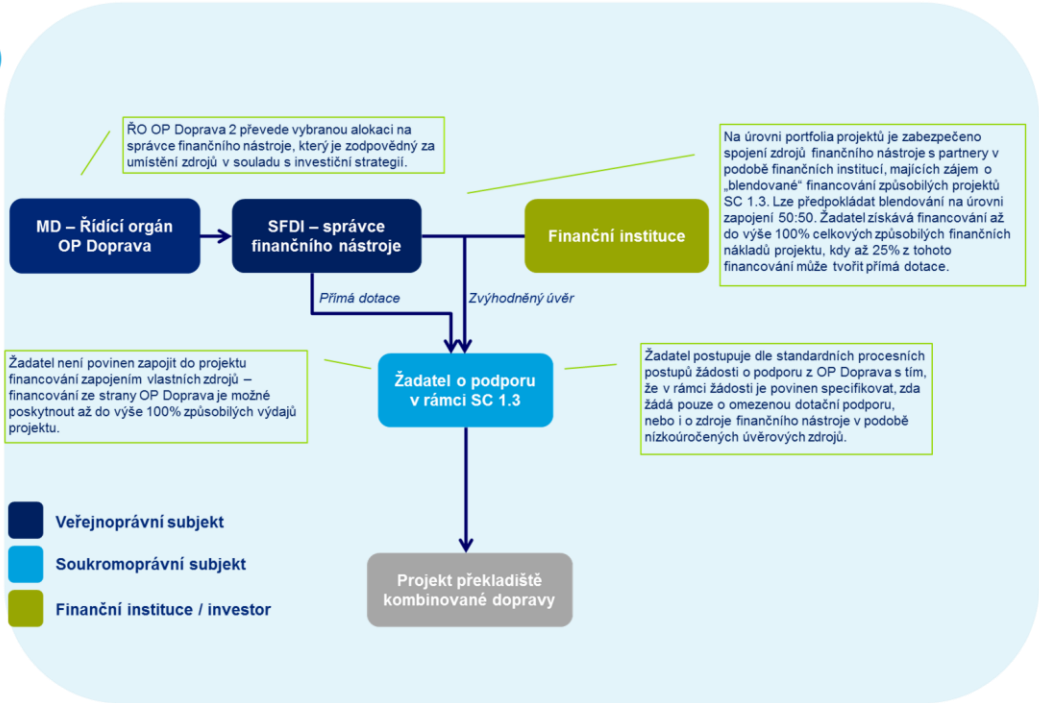 ŘO OP Doprava 2 převede vybranou alokaci na
správce finančního nástroje, který je zodpovědný za
umístění zdrojů v souladu s investiční strategií.
Na úrovni portfolia projektů je zabezpečeno
spojení zdrojů finančního nástroje s partnery v
podobě finančních institucí, majících zájem o
„blendované“ financování způsobilých projektů
SC 1.3. Lze předpokládat blendování na úrovni
zapojení 50:50. Žadatel získává financování až
do výše 100% celkových způsobilých finančních
nákladů projektu, kdy až 25% z tohoto
financování může tvořit přímá dotace.
MD – Řídící orgán
OP Doprava
SFDI – správce
finančního nástroje
Finanční instituce
Přímá dotace
Zvýhodněný úvěr
Žadatel není povinen zapojit do projektu
financování zapojením vlastních zdrojů –
financování ze strany OP Doprava je možné
poskytnout až do výše 100% způsobilých výdajů
projektu.
Žadatel o podporu
v rámci SC 1.3
Žadatel postupuje dle standardních procesních
postupů žádosti o podporu z OP Doprava s tím,
že v rámci žádosti je povinen specifikovat, zda
žádá pouze o omezenou dotační podporu,
nebo i o zdroje finančního nástroje v podobě
nízkoúročených úvěrových zdrojů.
Veřejnoprávní subjekt
Soukromoprávní subjekt
Finanční instituce / investor
Projekt překladiště
kombinované dopravy